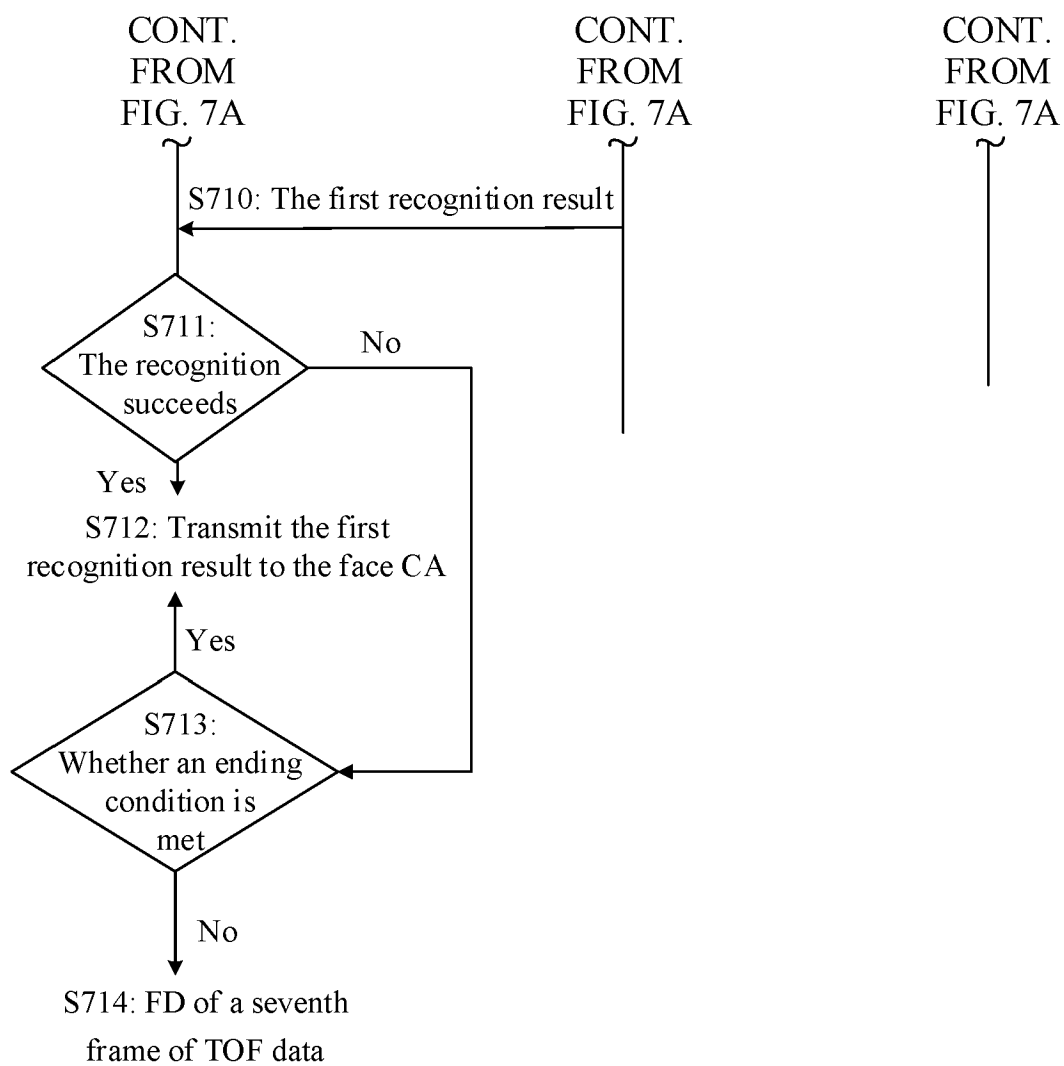 CONT.
FROM
FIG. 7A
CONT.
FROM
FIG. 7A
CONT.
FROM
FIG. 7A
S710: The first recognition result
S711:
The recognition
succeeds
No
Yes
S712: Transmit the first
recognition result to the face CA
Yes
S713:
Whether an ending
condition is
met
No
S714: FD of a seventh
frame of TOF data